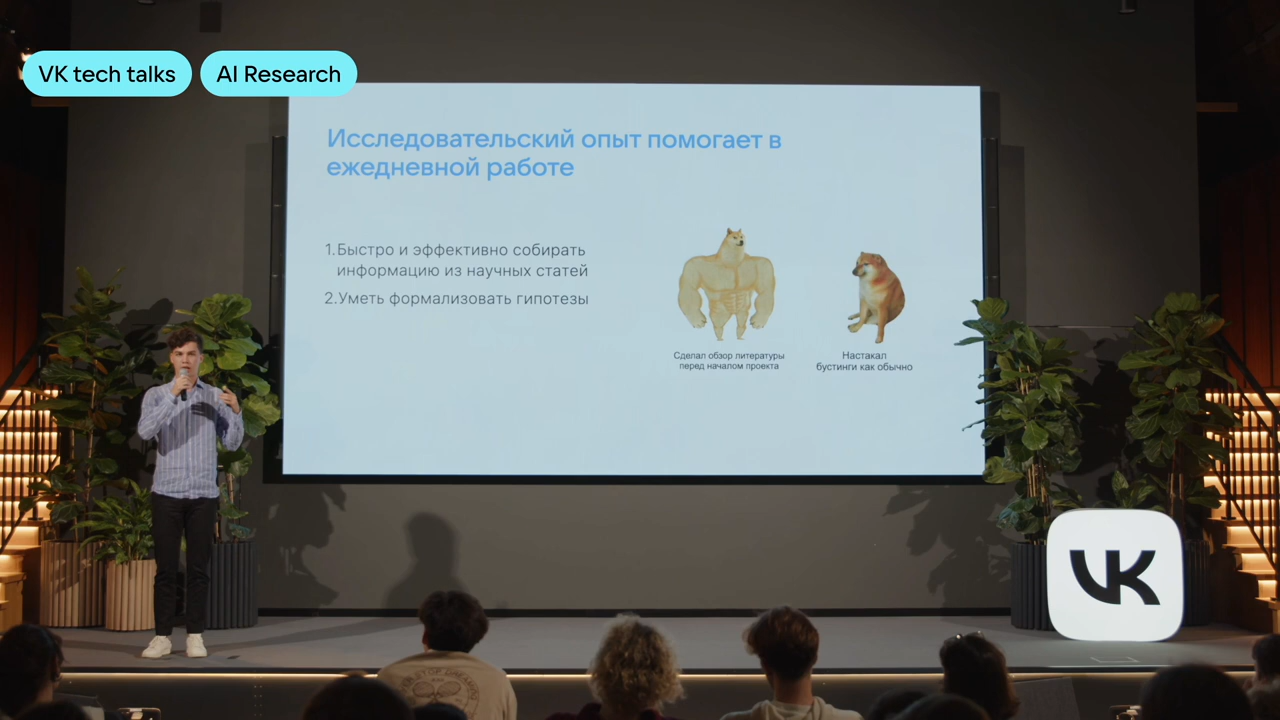 VK tech talks
AI Research
Исследовательский опыт помогает в
ежедневной работе
1.Быстро и эффективно собирать
информацию из научных статей
2.Уметь формализовать гипотезы
Сделал обзор литературы
перед началом проекта
Настакал
бустинги как обычно
VK